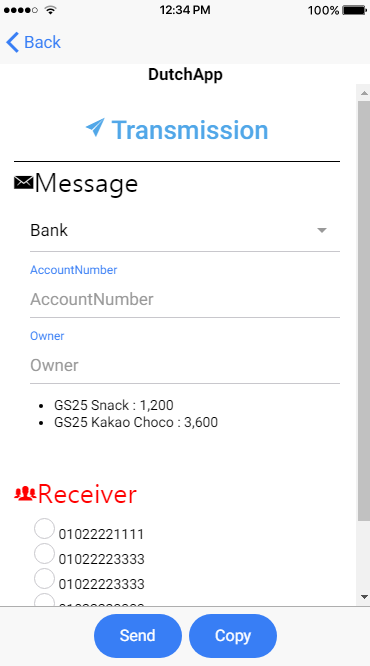 12:34 PM 100%
Back
DutchApp
Transmission
Message
Bank
AccountNumber
AccountNumber
Owner
Owner
GS25 Snack : 1,200
GS25 Kakao Choco : 3,600
Receiver
01022221111
01022223333
01022223333
Send Copy